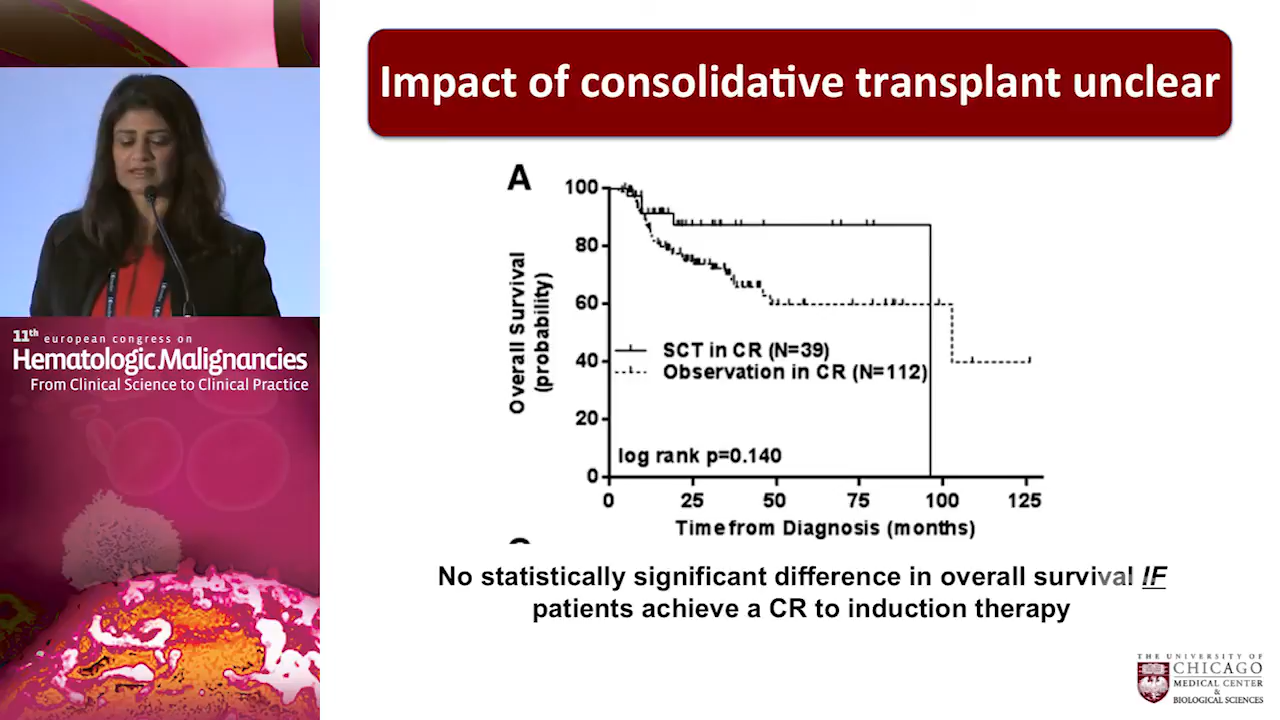 Impact of consolidative transplant unclear
A
100
80
60
40
20
0
Overall Survival
(probability)
SCT in CR (N=39)
Observation in CR (N=112)
log rank p=0.140
0 25 50 75 100 125
Time from Diagnosis (months)
No statistically significant difference in overall survival IF
patients achieve a CR to induction therapy
11th european congress on
Hematologic Malignancies
From Clinical Science to Clinical Practice
THE UNIVERSITY OF
CHICAGO
MEDICAL CENTER
&
BIOLOGICAL SCIENCES